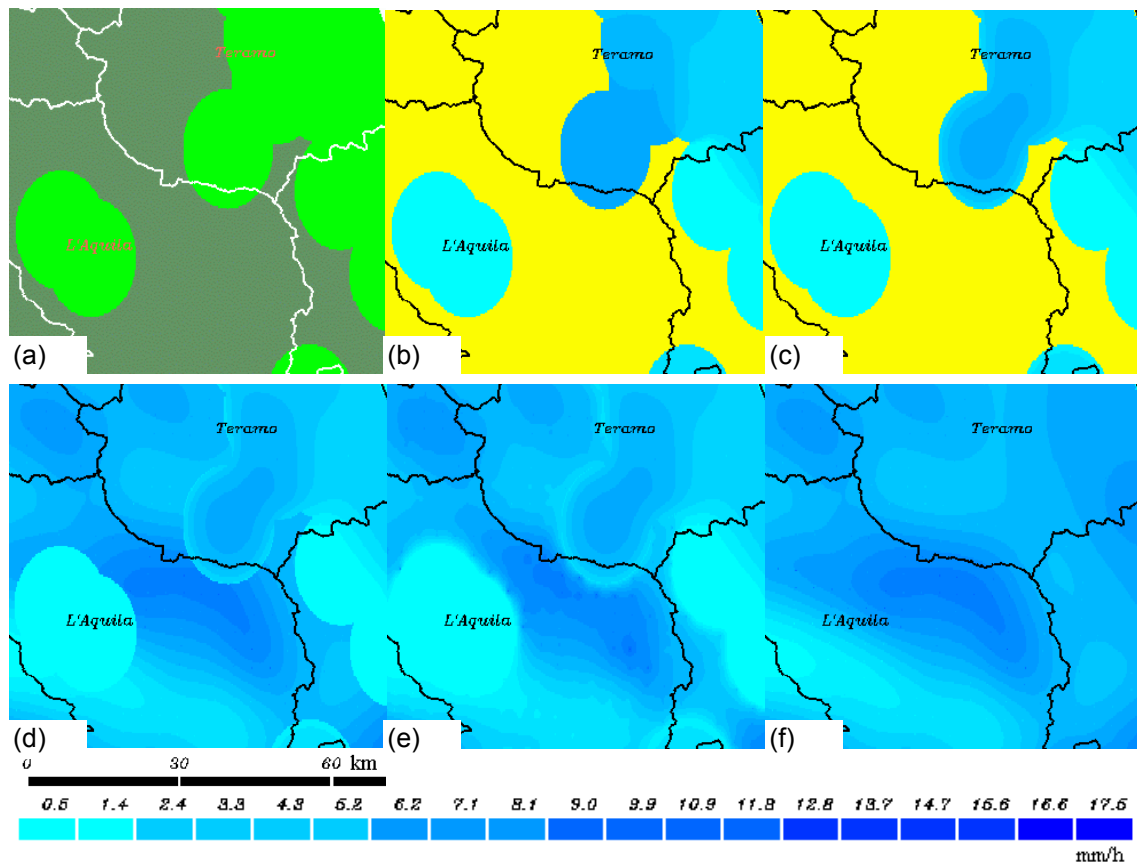 Teramo
Teramo
Teramo
L'Aquila
L'Aquila
L'Aquila
(a)
(b)
(c)
Teramo
Teramo
Teramo
L'Aquila
L'Aquila
L'Aquila
(d)
(e)
(f)
0 30 60 km
0.5 1.4 2.4 3.3 4.3 5.2 6.2 7.1 8.1 9.0 9.9 10.9 11.8 12.8 13.7 14.7 15.6 16.6 17.5
mm/h